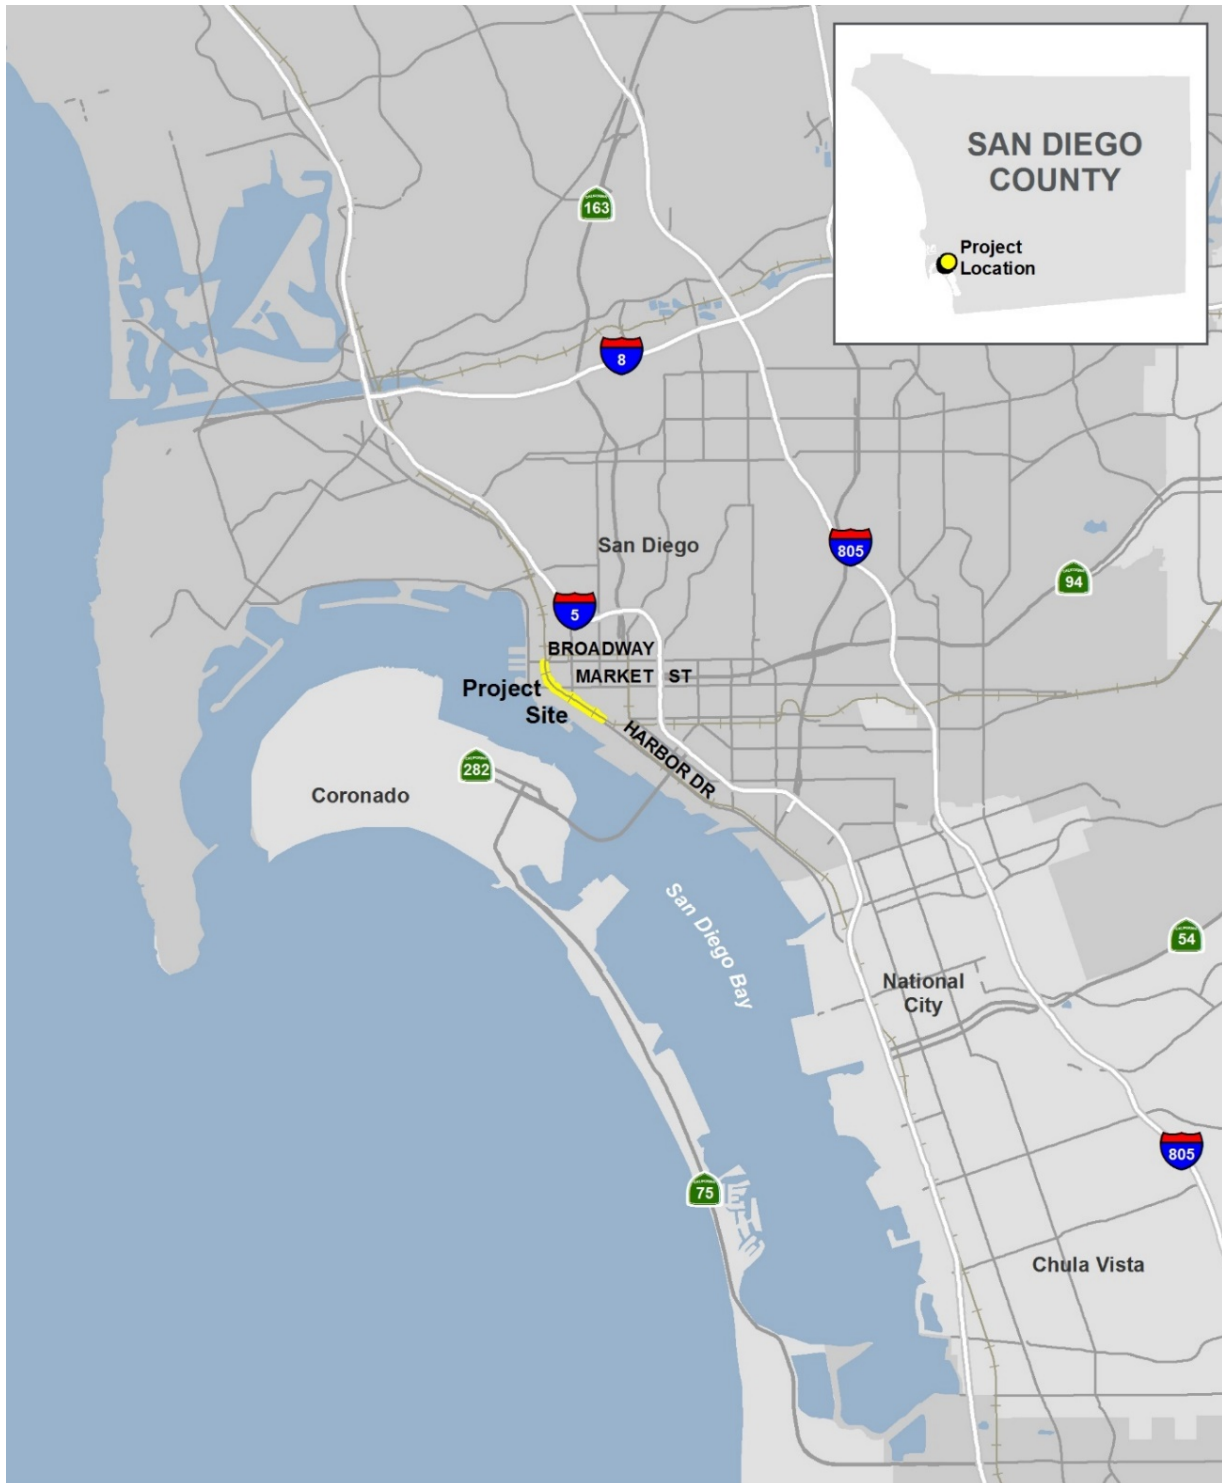 SAN DIEGO
COUNTY
Project
Location
163
8
San Diego
805
94
5
BROADWAY
MARKET ST
Project
Site
HARBOR DR
282
Coronado
San Diego Bay
54
National
City
805
75
Chula Vista